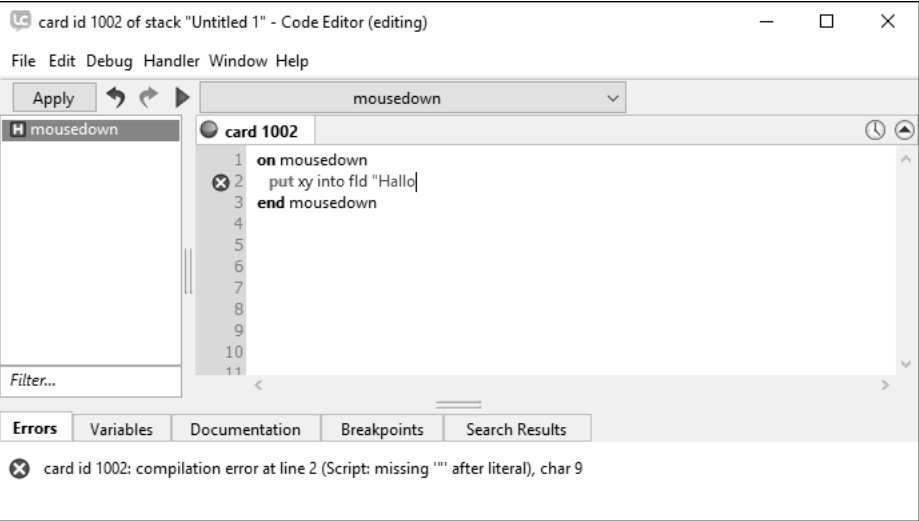 card id 1002 of stack "Untitled 1" - Code Editor (editing)
File Edit Debug Handler Window Help
Apply mousedown
H mousedown
card 1002
1 on mousedown
2 put xy into fld "Hallo
3 end mousedown
4
5
6
7
8
9
10
11
Filter...
Errors Variables Documentation Breakpoints Search Results
card id 1002: compilation error at line 2 (Script: missing '"' after literal), char 9